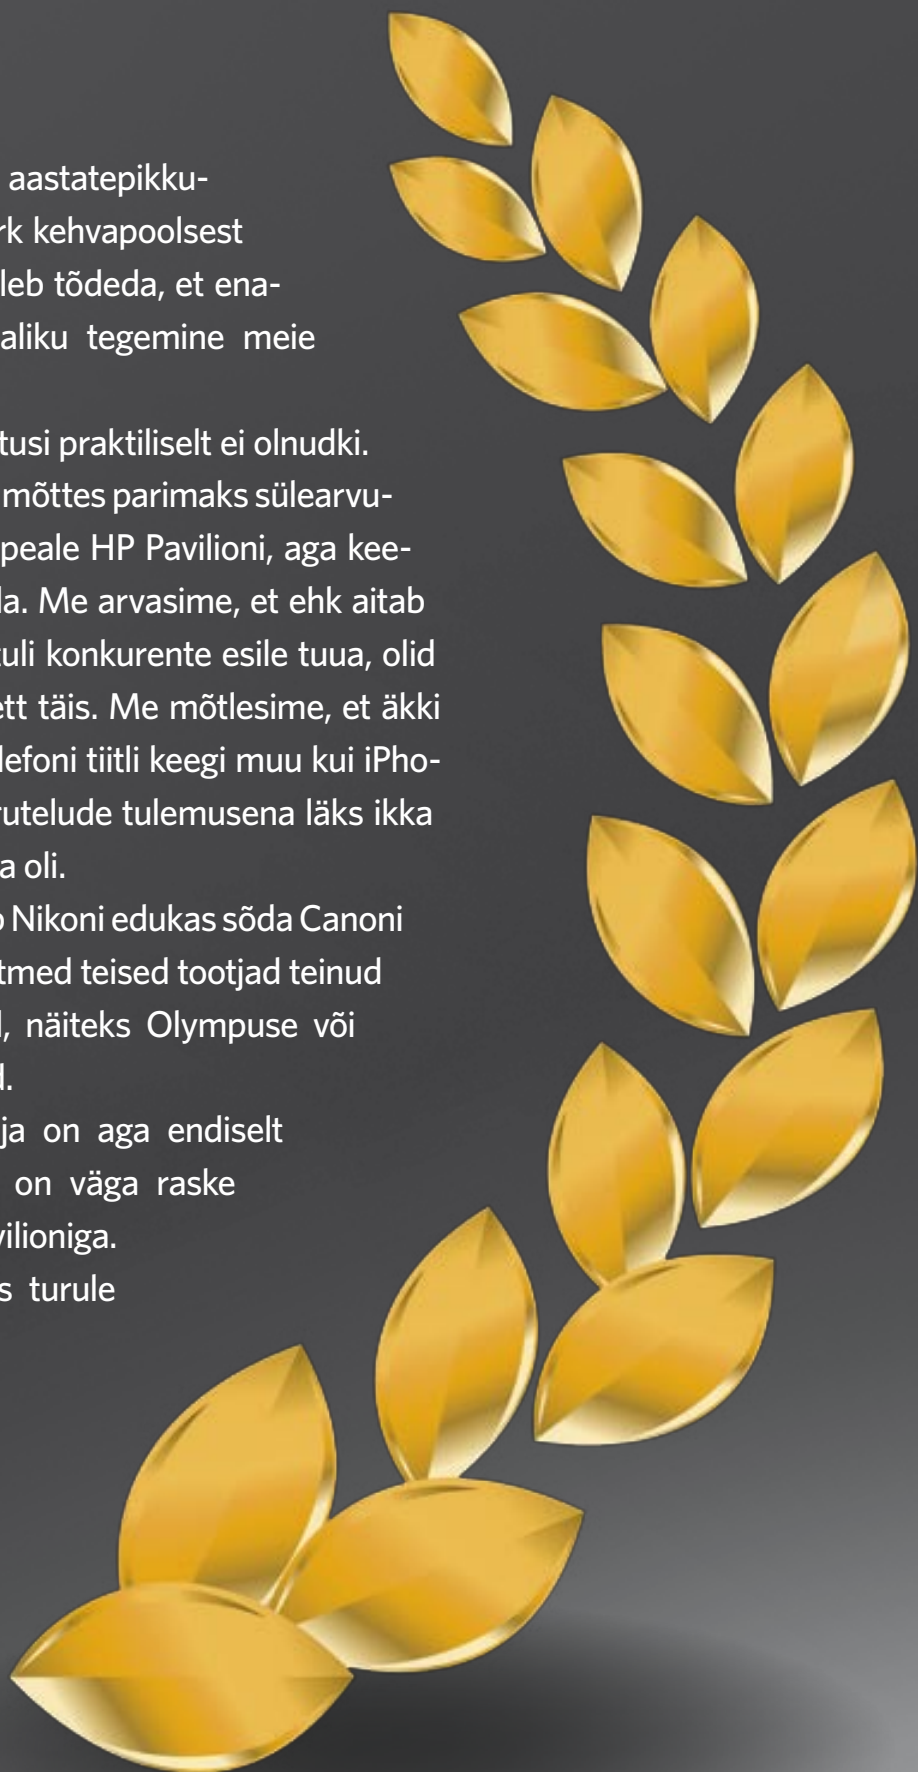 aastatepikku-
rk kehvapoolsest
leb tõdeda, et ena-
aliku tegemine meie
tusi praktiliselt ei olnudki.
mõttes parimaks sülearvu-
peale HP Pavilioni, aga kee-
la. Me arvasime, et ehk aitab
tuli konkurente esile tuua, olid
ett täis. Me mõtlesime, et äkki
lefoni tiitli keegi muu kui iPho-
rutelude tulemusena läks ikka
a oli.
o Nikoni edukas sõda Canoni
tmed teised tootjad teinud
l, näiteks Olympuse või
d.
ja on aga endiselt
on väga raske
vilioniga.
s turule